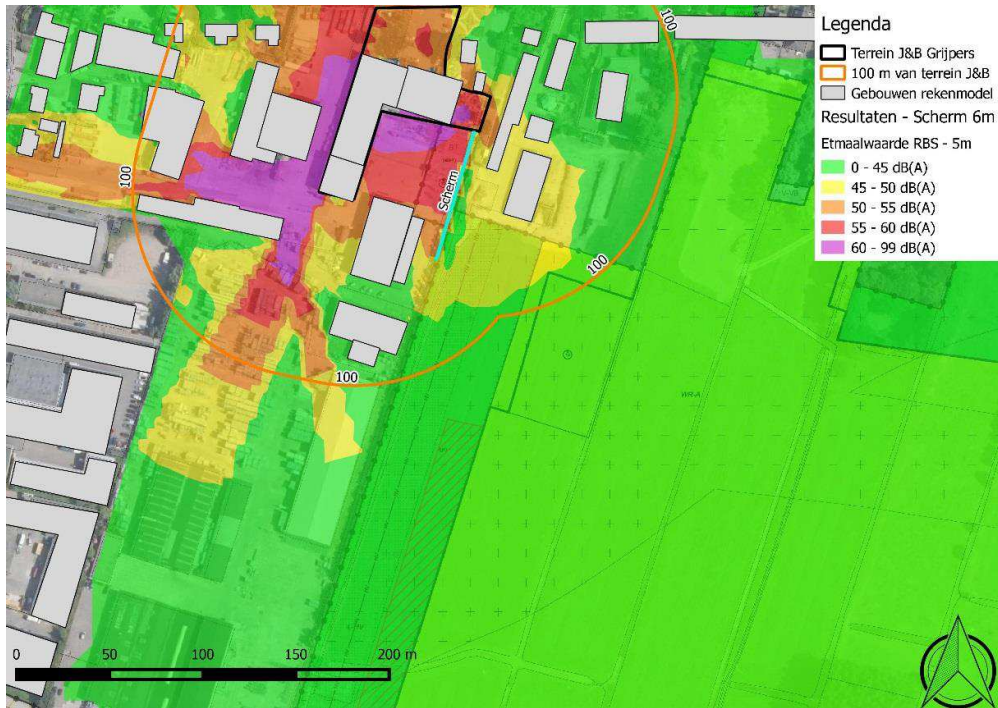 Legenda
Terrein J&B Grijpers
100 m van terrein J&B
Gebouwen rekenmodel
Resultaten - Scherm 6m
Etmaalwaarde RBS - 5m
0 - 45 dB(A)
45 - 50 dB(A)
50 - 55 dB(A)
55 - 60 dB(A)
60 - 99 dB(A)
100
100
Scherm
100
100
WR-A
0 50 100 150 200 m